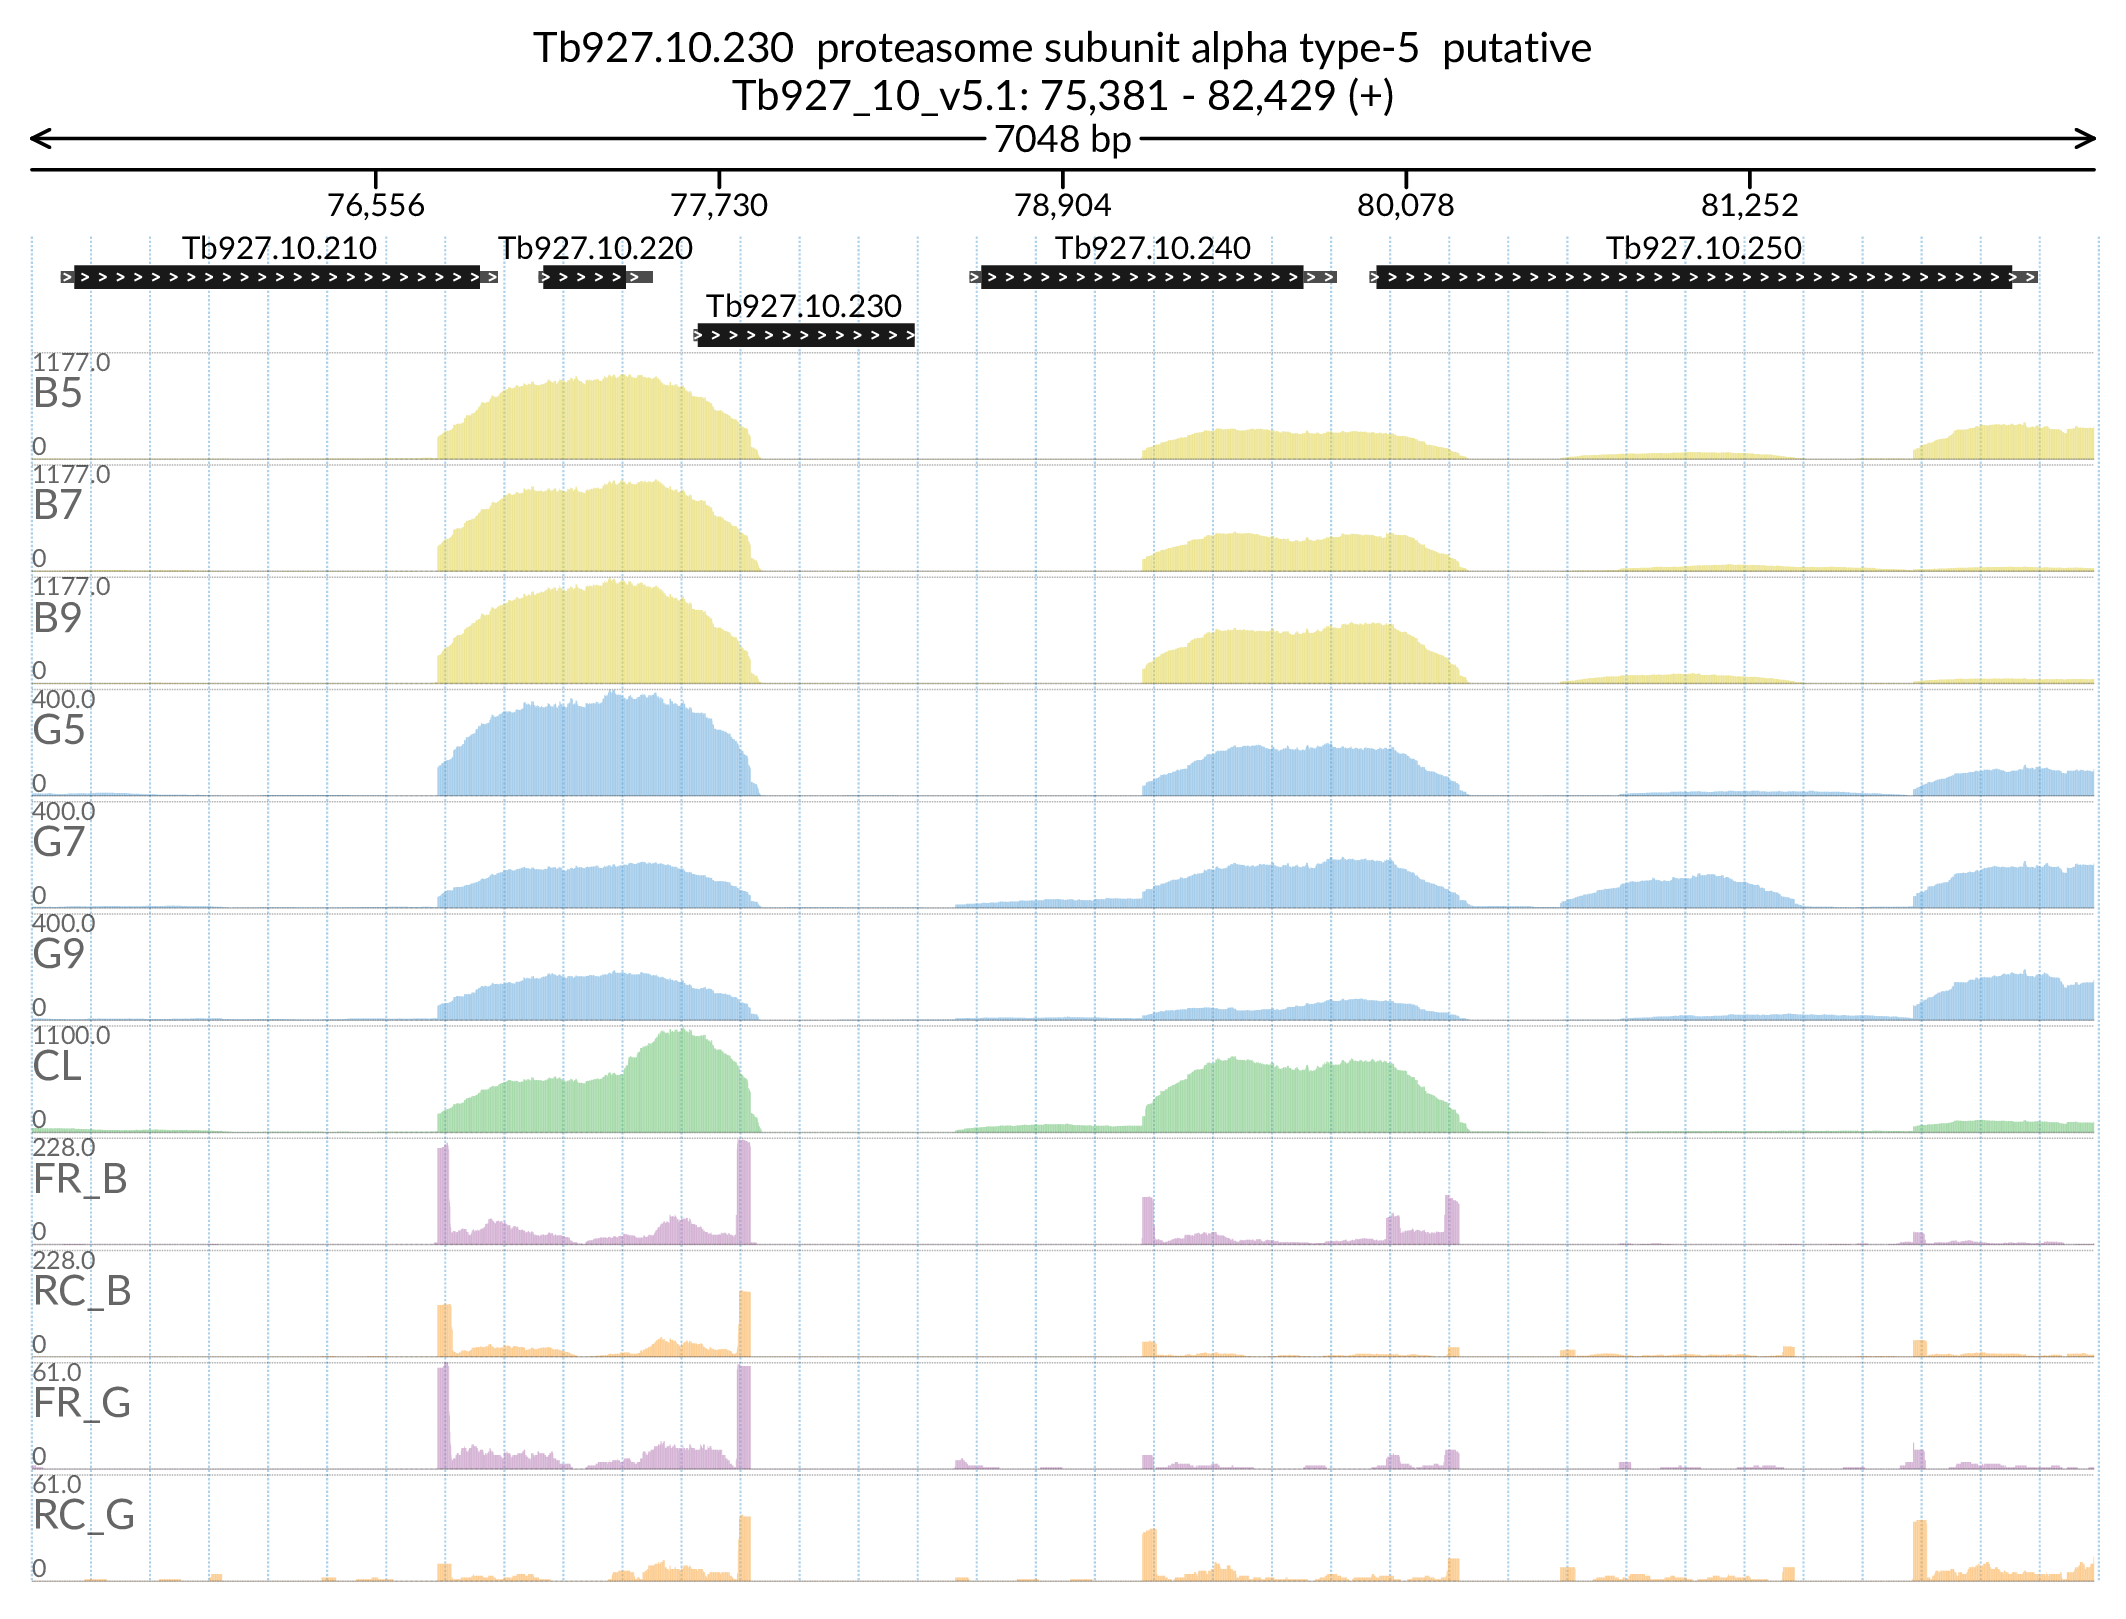 Tb927.10.230  proteasome subunit alpha type-5  putative
Tb927_10_v5.1: 75,381 - 82,429 (+)
7048 bp
76,556 77,730 78,904 80,078 81,252
Tb927.10.210 Tb927.10.220 Tb927.10.240 Tb927.10.250
Tb927.10.230
1177.0
B5
0
1177.0
B7
0
1177.0
B9
0
400.0
G5
0
400.0
G7
0
400.0
G9
0
1100.0
CL
0
228.0
FR_B
0
228.0
RC_B
0
61.0
FR_G
0
61.0
RC_G
0